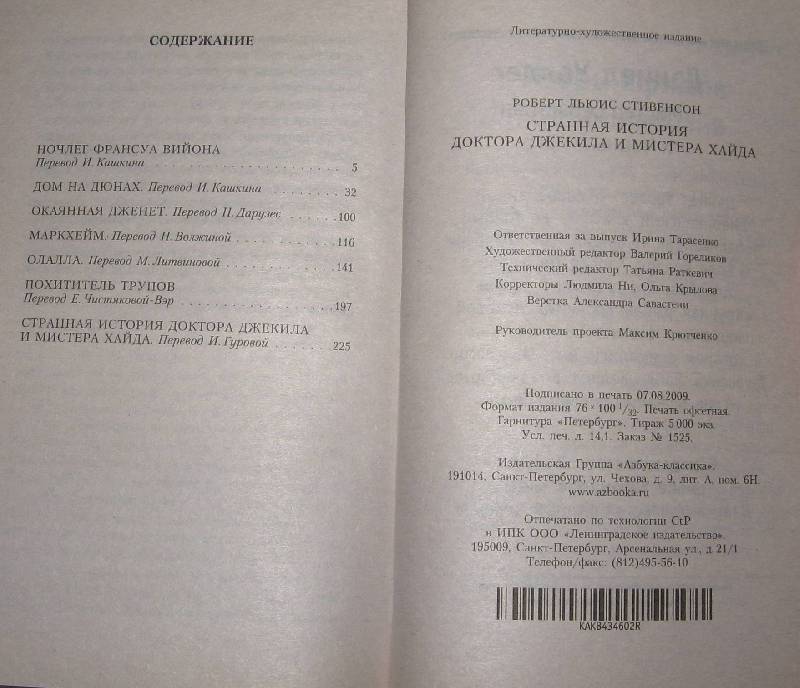 СОДЕРЖАНИЕ
НОЧЛЕГ ФРАНСУА ВИЙОНА
Перевод И. Кашкина . . . . . . . . . . . . . . . . . . 5
ДОМ НА ДЮНАХ. Перевод И. Кашкина . . . . . . . . 32
ОКАЯННАЯ ДЖЕНЕТ. Перевод Н. Дарузес . . . . . . 100
МАРКХЕЙМ. Перевод Н. Волжиной . . . . . . . . . . 116
ОЛАЛЛА. Перевод М. Литвиновой . . . . . . . . . . . 141
ПОХИТИТЕЛЬ ТРУПОВ
Перевод Е. Чистяковой-Вэр . . . . . . . . . . . . . . 197
СТРАННАЯ ИСТОРИЯ ДОКТОРА ДЖЕКИЛА
И МИСТЕРА ХАЙДА. Перевод И. Гуровой . . . . . . . 225
Литературно-художественное издание
РОБЕРТ ЛЬЮИС СТИВЕНСОН
СТРАННАЯ ИСТОРИЯ
ДОКТОРА ДЖЕКИЛА И МИСТЕРА ХАЙДА
Ответственная за выпуск Ирина Тарасенко
Художественный редактор Валерий Гореликов
Технический редактор Татьяна Раткевич
Корректоры Людмила Ни, Ольга Крылова
Верстка Александра Савастени
Руководитель проекта Максим Крютченко
Подписано в печать 07.08.2009.
Формат издания 76 × 100 1/32. Печать офсетная.
Гарнитура «Петербург». Тираж 5 000 экз.
Усл. печ. л. 14,1. Заказ № 1525.
Издательская Группа «Азбука-классика».
191014, Санкт-Петербург, ул. Чехова, д. 9, лит. А, пом. 6Н.
www.azbooka.ru
Отпечатано по технологии CtP
в ИПК ООО «Ленинградское издательство».
195009, Санкт-Петербург, Арсенальная ул., д. 21/1
Телефон/факс: (812)495-56-10
KAKB434602R